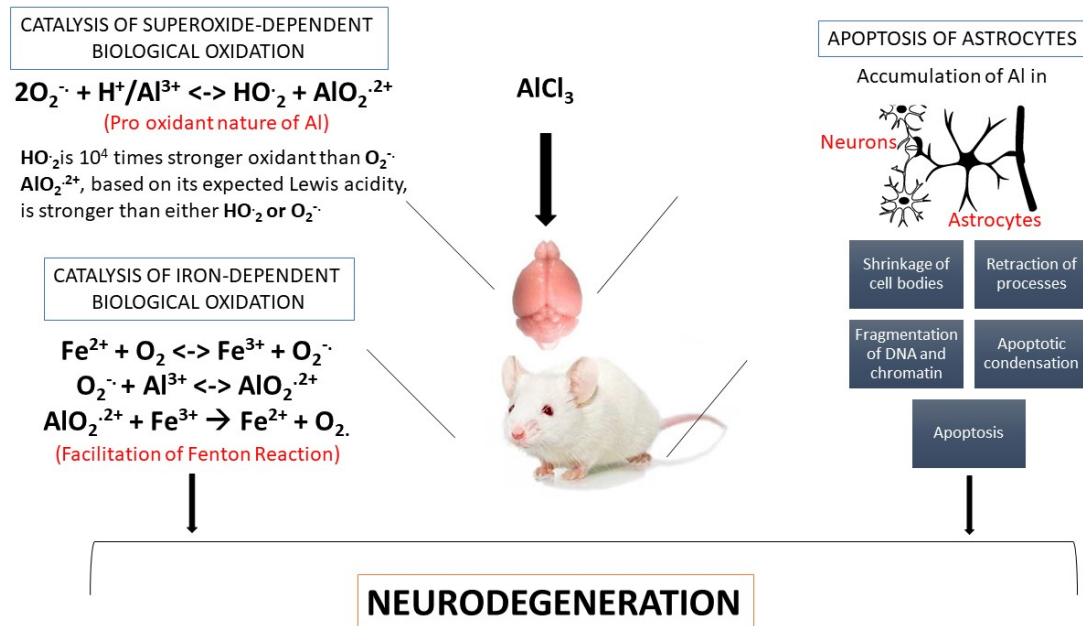 CATALYSIS OF SUPEROXIDE-DEPENDENT
BIOLOGICAL OXIDATION
2O₂⁻· + H⁺/Al³⁺ <-> HO·₂ + AlO₂·²⁺
(Pro oxidant nature of Al)
HO·₂is 10⁴ times stronger oxidant than O₂⁻·
AlO₂·²⁺, based on its expected Lewis acidity,
is stronger than either HO·₂ or O₂⁻·
CATALYSIS OF IRON-DEPENDENT
BIOLOGICAL OXIDATION
Fe²⁺ + O₂ <-> Fe³⁺ + O₂⁻·
O₂⁻· + Al³⁺ <-> AlO₂·²⁺
AlO₂·²⁺ + Fe³⁺ → Fe²⁺ + O₂.
(Facilitation of Fenton Reaction)
AlCl₃
APOPTOSIS OF ASTROCYTES
Accumulation of Al in
Neurons
Astrocytes
Shrinkage of
cell bodies
Retraction of
processes
Fragmentation
of DNA and
chromatin
Apoptotic
condensation
Apoptosis
NEURODEGENERATION